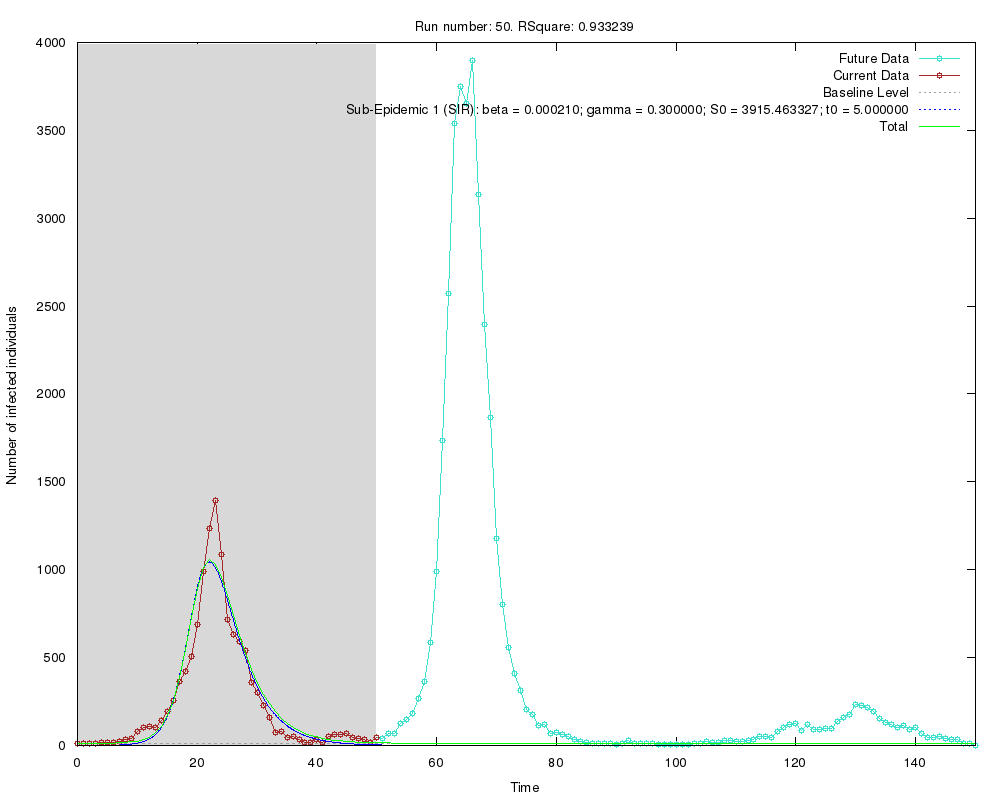 Run number: 50. RSquare: 0.933239
Future Data
Current Data
Baseline Level
Sub-Epidemic 1 (SIR): beta = 0.000210; gamma = 0.300000; S0 = 3915.463327; t0 = 5.000000
Total
4000
3500
3000
2500
2000
1500
1000
500
0
Number of infected individuals
0 20 40 60 80 100 120 140
Time